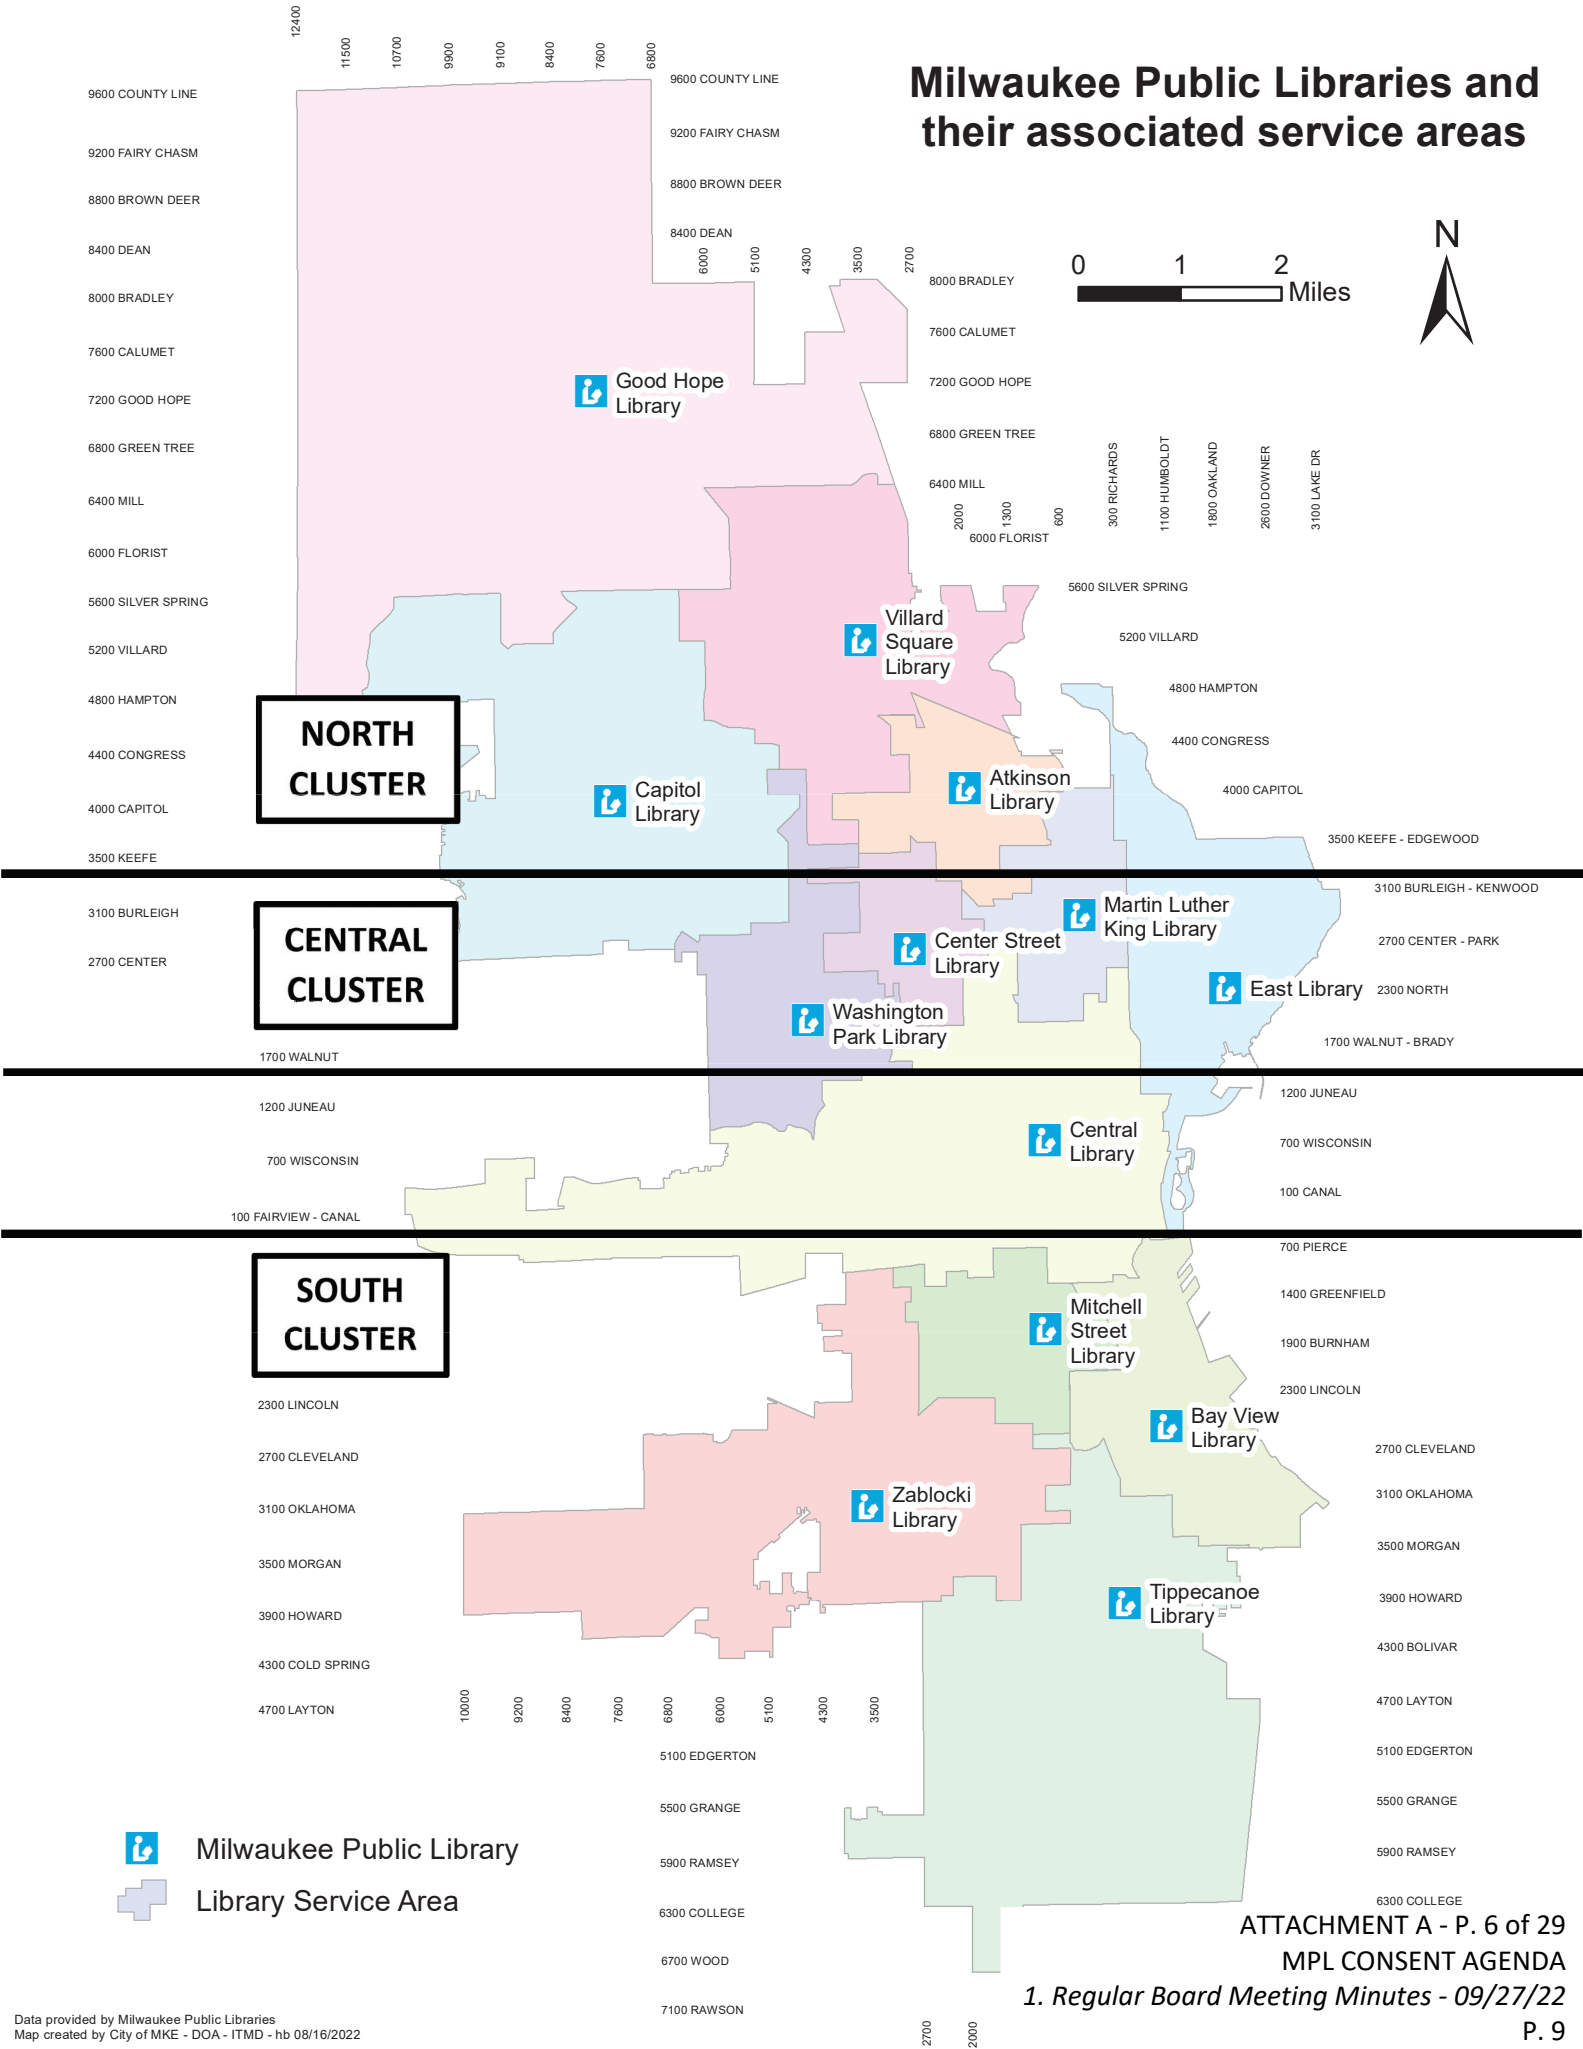 Milwaukee Public Libraries and
their associated service areas
12400
11500
10700
9900
9100
8400
7600
6800
9600 COUNTY LINE
9200 FAIRY CHASM
8800 BROWN DEER
8400 DEAN
8000 BRADLEY
7600 CALUMET
7200 GOOD HOPE
6800 GREEN TREE
6400 MILL
6000 FLORIST
5600 SILVER SPRING
5200 VILLARD
4800 HAMPTON
4400 CONGRESS
4000 CAPITOL
3500 KEEFE
3100 BURLEIGH
2700 CENTER
1700 WALNUT
1200 JUNEAU
700 WISCONSIN
100 FAIRVIEW - CANAL
2300 LINCOLN
2700 CLEVELAND
3100 OKLAHOMA
3500 MORGAN
3900 HOWARD
4300 COLD SPRING
4700 LAYTON
9600 COUNTY LINE
9200 FAIRY CHASM
8800 BROWN DEER
8400 DEAN
6000
5100
4300
3500
2700
8000 BRADLEY
7600 CALUMET
7200 GOOD HOPE
6800 GREEN TREE
6400 MILL
2000
1300
600
300 RICHARDS
1100 HUMBOLDT
1800 OAKLAND
2600 DOWNER
3100 LAKE DR
6000 FLORIST
5600 SILVER SPRING
5200 VILLARD
4800 HAMPTON
4400 CONGRESS
4000 CAPITOL
3500 KEEFE - EDGEWOOD
3100 BURLEIGH - KENWOOD
2700 CENTER - PARK
2300 NORTH
1700 WALNUT - BRADY
1200 JUNEAU
700 WISCONSIN
100 CANAL
700 PIERCE
1400 GREENFIELD
1900 BURNHAM
2300 LINCOLN
2700 CLEVELAND
3100 OKLAHOMA
3500 MORGAN
3900 HOWARD
4300 BOLIVAR
4700 LAYTON
5100 EDGERTON
5500 GRANGE
5900 RAMSEY
6300 COLLEGE
N
0 1 2
Miles
Good Hope
Library
Villard
Square
Library
NORTH
CLUSTER
Capitol
Library
Atkinson
Library
CENTRAL
CLUSTER
Martin Luther
King Library
Center Street
Library
East Library
Washington
Park Library
Central
Library
SOUTH
CLUSTER
Mitchell
Street
Library
Bay View
Library
Zablocki
Library
Tippecanoe
Library
10000
9200
8400
7600
6800
6000
5100
4300
3500
5100 EDGERTON
5500 GRANGE
5900 RAMSEY
6300 COLLEGE
6700 WOOD
7100 RAWSON
2700
2000
Milwaukee Public Library
Library Service Area
ATTACHMENT A - P. 6 of 29
MPL CONSENT AGENDA
1. Regular Board Meeting Minutes - 09/27/22
P. 9
Data provided by Milwaukee Public Libraries
Map created by City of MKE - DOA - ITMD - hb 08/16/2022